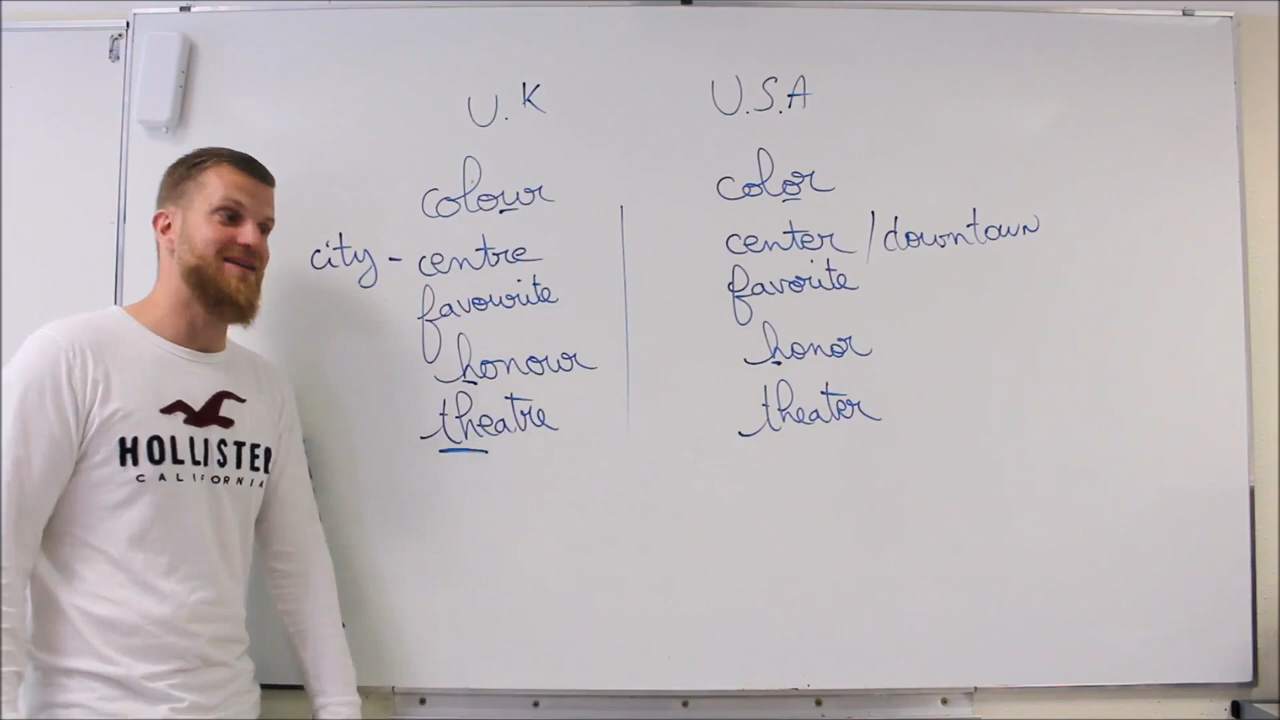 U.K U.S.A
colour color
city - centre center / downtown
favourite favorite
honour honor
theatre theater
HOLLISTER
CALIFORNIA